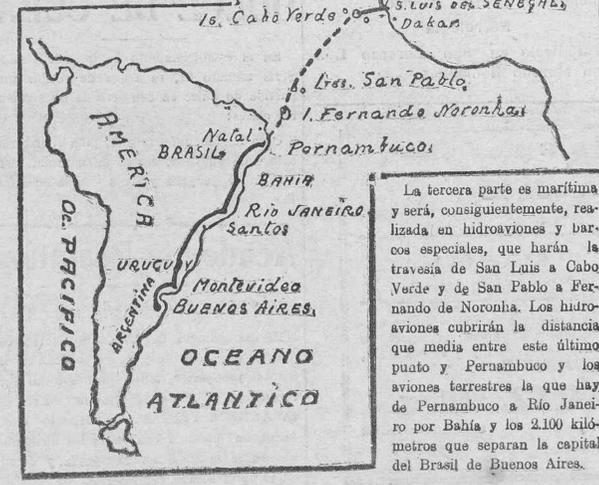 Is. Cabo Verde
S. LUIS DEL SENEGAL
Dakar
Ires. San Pablo
I. Fernando Noronha
Natal
BRASIL
Pernambuco
AMÉRICA
BAHIA
RIO JANEIRO
Santos
Oc. PACIFICO
URUGUAY
ARGENTINA
Montevideo
BUENOS AIRES.
OCEANO
ATLANTICO
La tercera parte es marítima
y será, consiguientemente, rea-
lizada en hidroaviones y bar-
cos especiales, que harán la
travesía de San Luis a Cabo
Verde y de San Pablo a Fer-
nando de Noronha. Los hidro-
aviones cubrirán la distancia
que media entre este último
punto y Pernambuco y los
aviones terrestres la que hay
de Pernambuco a Río Janei-
ro por Bahía y los 2.100 kiló-
metros que separan la capital
del Brasil de Buenos Aires.